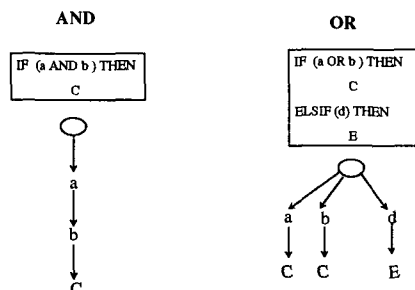 AND
IF (a AND b) THEN
C
a
b
C
OR
IF (a OR b) THEN
C
ELSIF (d) THEN
E
a b d
C C E